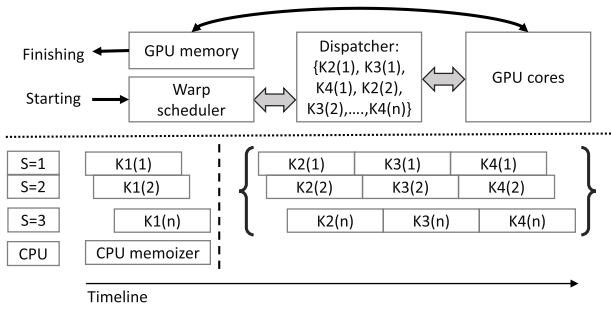 Finishing
GPU memory
Starting
Warp
scheduler
Dispatcher:
{K2(1), K3(1),
K4(1), K2(2),
K3(2),....,K4(n)}
GPU cores
S=1 K1(1) K2(1) K3(1) K4(1)
S=2 K1(2) K2(2) K3(2) K4(2)
S=3 K1(n) K2(n) K3(n) K4(n)
CPU CPU memoizer
Timeline